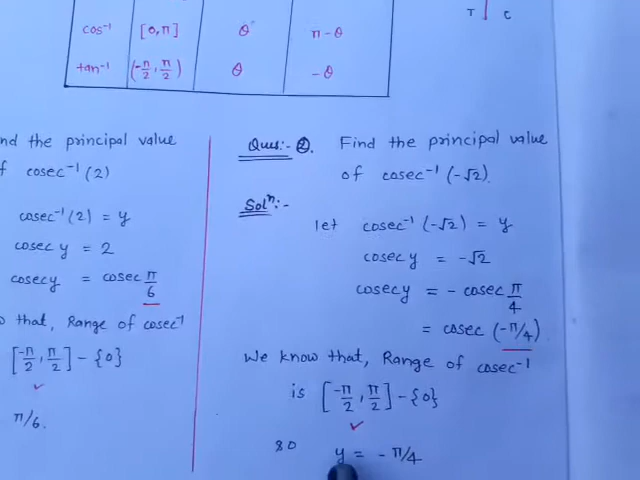 T | C
cos⁻¹ [0,π] θ π-θ
tan⁻¹ (-π/2, π/2) θ -θ
nd the principal value
f cosec⁻¹(2)
cosec⁻¹(2) = y
cosec y = 2
cosec y = cosec π/6
that, Range of cosec⁻¹
[-π/2, π/2] - {0}
π/6.
Ques:- ②. Find the principal value
of cosec⁻¹(-√2).
Solⁿ:-
let cosec⁻¹(-√2) = y
cosec y = -√2
cosec y = - cosec π/4
= cosec (-π/4)
We know that, Range of cosec⁻¹
is [-π/2, π/2] - {0}
so y = - π/4